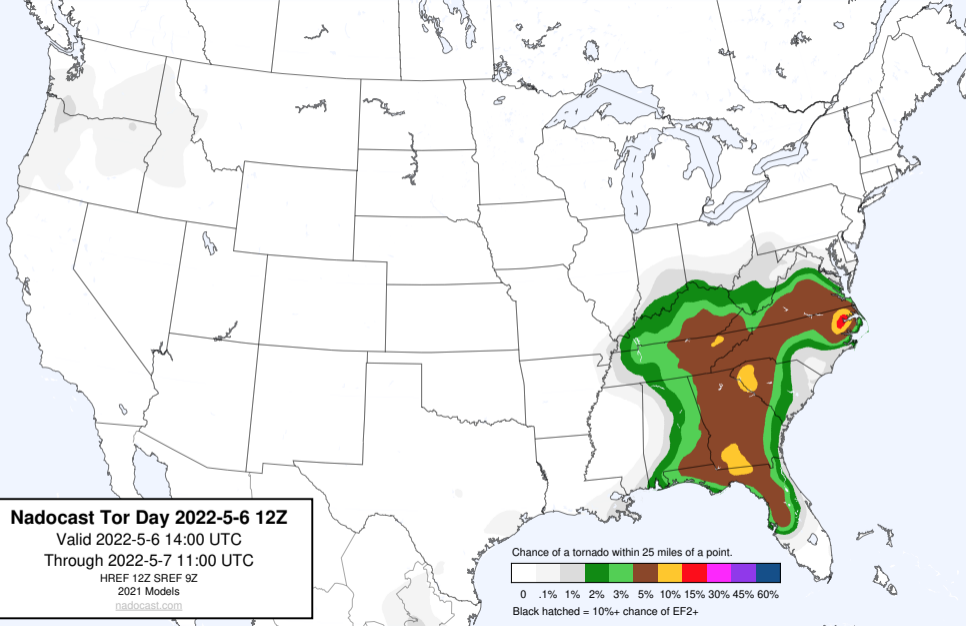 Nadocast Tor Day 2022-5-6 12Z
Valid 2022-5-6 14:00 UTC
Through 2022-5-7 11:00 UTC
HREF 12Z SREF 9Z
2021 Models
nadocast.com
Chance of a tornado within 25 miles of a point.
0 .1% 1% 2% 3% 5% 10% 15% 30% 45% 60%
Black hatched = 10%+ chance of EF2+